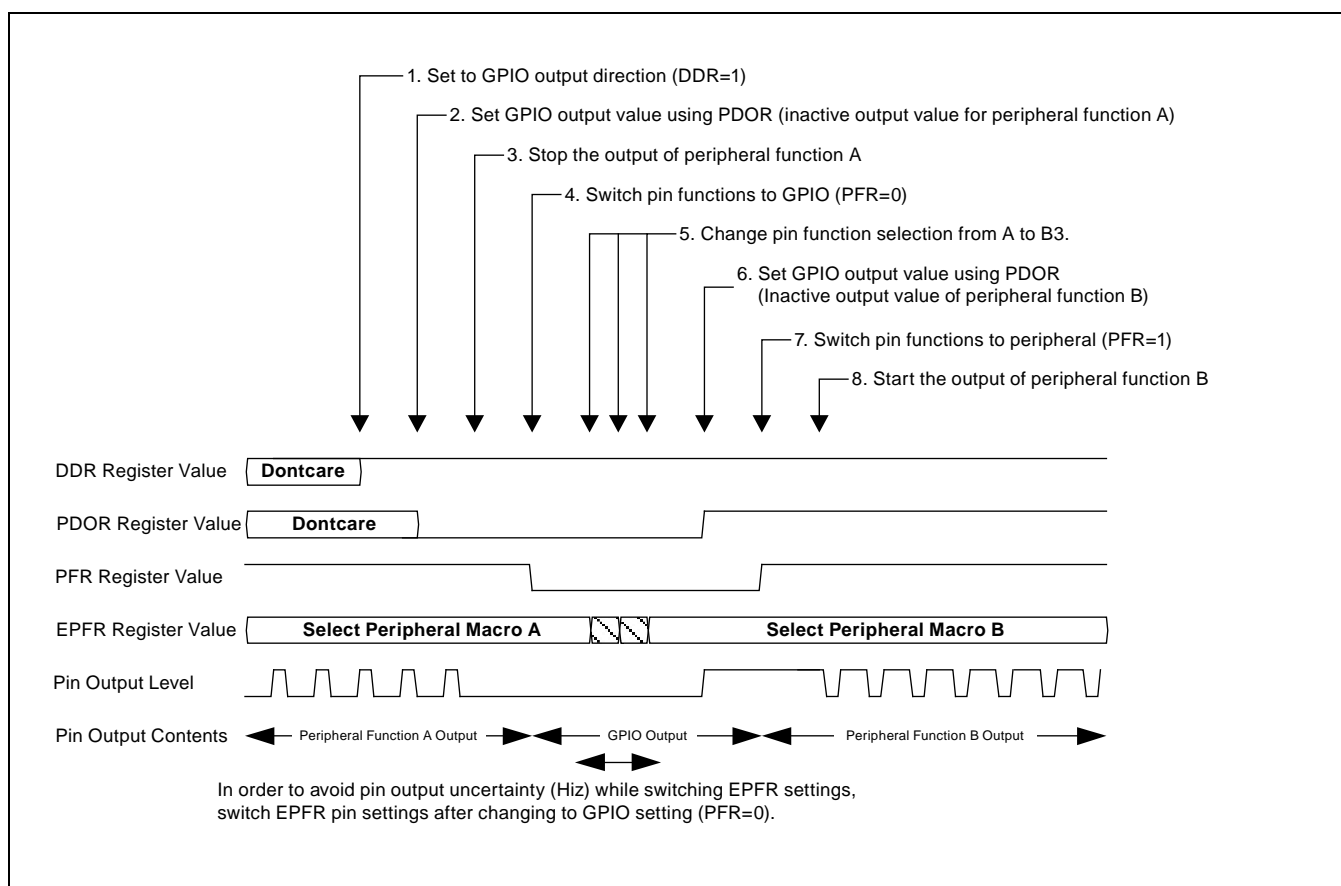 1. Set to GPIO output direction (DDR=1)
2. Set GPIO output value using PDOR (inactive output value for peripheral function A)
3. Stop the output of peripheral function A
4. Switch pin functions to GPIO (PFR=0)
5. Change pin function selection from A to B3.
6. Set GPIO output value using PDOR
(Inactive output value of peripheral function B)
7. Switch pin functions to peripheral (PFR=1)
8. Start the output of peripheral function B
DDR Register Value Dontcare
PDOR Register Value Dontcare
PFR Register Value
EPFR Register Value Select Peripheral Macro A Select Peripheral Macro B
Pin Output Level
Pin Output Contents Peripheral Function A Output GPIO Output Peripheral Function B Output
In order to avoid pin output uncertainty (Hiz) while switching EPFR settings,
switch EPFR pin settings after changing to GPIO setting (PFR=0).